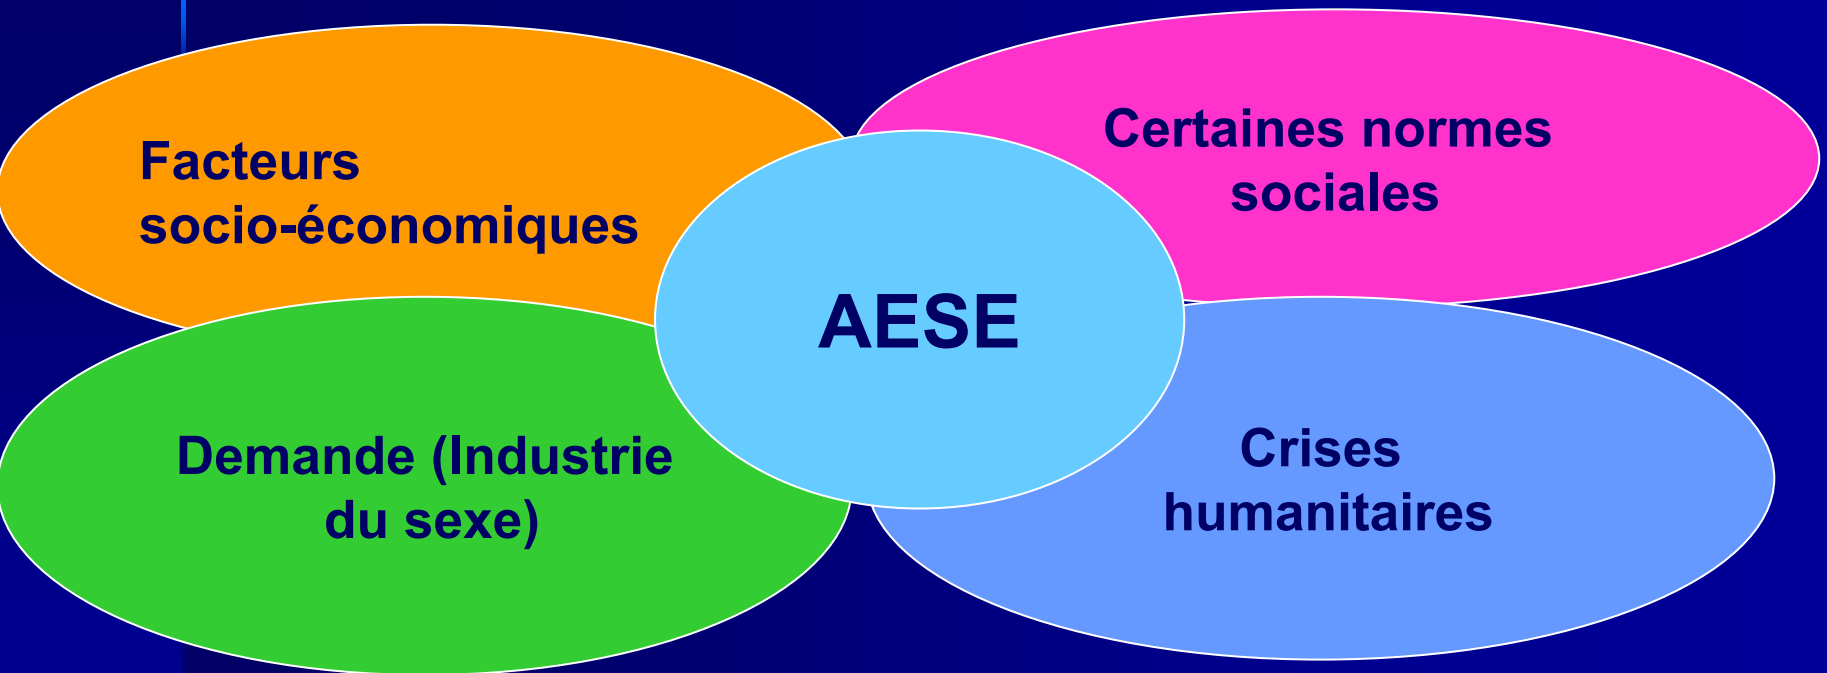 Facteurs
socio-économiques
Certaines normes
sociales
AESE
Demande (Industrie
du sexe)
Crises
humanitaires